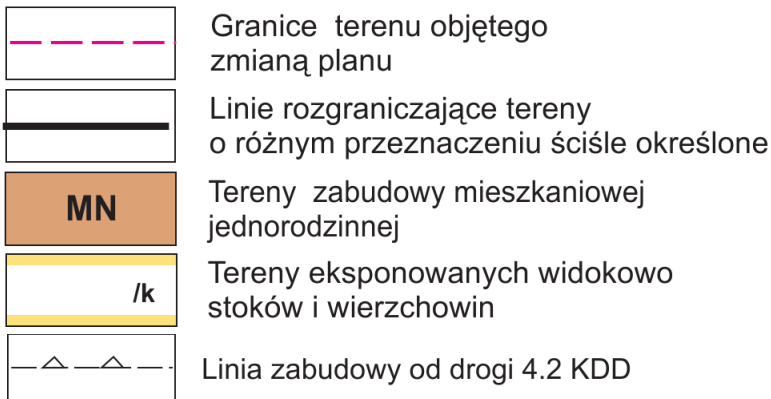 Granice terenu objętego
zmianą planu
Linie rozgraniczające tereny
o różnym przeznaczeniu ściśle określone
MN
Tereny zabudowy mieszkaniowej
jednorodzinnej
/k
Tereny eksponowanych widokowo
stoków i wierzchowin
Linia zabudowy od drogi 4.2 KDD